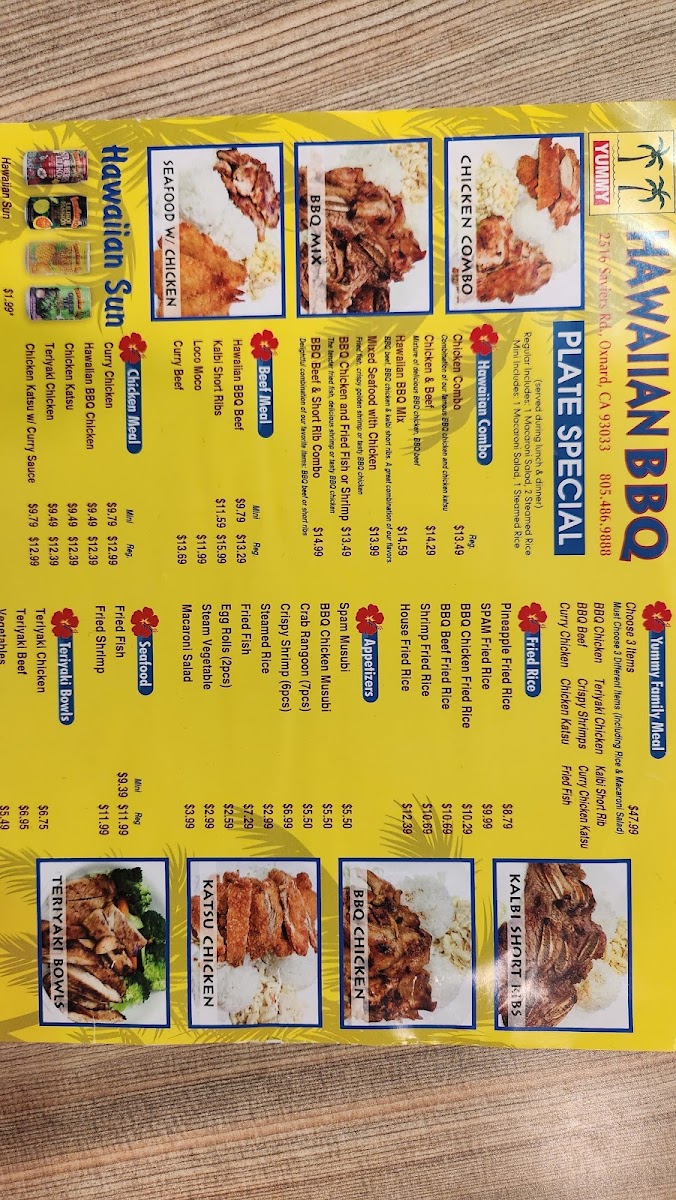 YUMMY
HAWAIIAN BBQ
2516 Saviers Rd., Oxnard, CA 93033 805.486.9888
CHICKEN COMBO
BBQ MIX
SEAFOOD W/ CHICKEN
Hawaiian Sun
Hawaiian Sun $1.99*
PLATE SPECIAL
(served during lunch & dinner)
Regular Includes: 1 Macaroni Salad, 2 Steamed Rice
Mini Includes: 1 Macaroni Salad, 1 Steamed Rice
Hawaiian Combo
Reg.
Chicken Combo $13.49
Combination of our famous BBQ chicken and chicken katsu
Chicken & Beef $14.29
Mixture of delicious BBQ chicken, BBQ beef
Hawaiian BBQ Mix $14.59
BBQ beef, BBQ chicken & kalbi short ribs. A great combination of our flavors
Mixed Seafood with Chicken $13.99
Fried fish, crispy golden shrimp or tasty BBQ chicken
BBQ Chicken and Fried Fish or Shrimp $13.49
The tender fried fish, delicious shrimp or tasty BBQ chicken
BBQ Beef & Short Rib Combo $14.99
Delightful combination of our favorite items: BBQ beef or short ribs
Beef Meal
Mini Reg.
Hawaiian BBQ Beef $9.79 $13.29
Kalbi Short Ribs $11.59 $15.99
Loco Moco $11.99
Curry Beef $13.69
Chicken Meal
Mini Reg.
Curry Chicken $9.79 $12.99
Hawaiian BBQ Chicken $9.49 $12.39
Chicken Katsu $9.49 $12.39
Teriyaki Chicken $9.49 $12.39
Chicken Katsu w/ Curry Sauce $9.79 $12.99
Yummy Family Meal
Choose 3 Items $47.99
Must Choose 3 Different Items (Including Rice & Macaroni Salad)
BBQ Chicken Teriyaki Chicken Kalbi Short Rib
BBQ Beef Crispy Shrimps Curry Chicken Katsu
Curry Chicken Chicken Katsu Fried Fish
Fried Rice
Pineapple Fried Rice $8.79
SPAM Fried Rice $9.99
BBQ Chicken Fried Rice $10.29
BBQ Beef Fried Rice $10.69
Shrimp Fried Rice $10.69
House Fried Rice $12.39
Appetizers
Spam Musubi $5.50
BBQ Chicken Musubi $5.50
Crab Rangoon (7pcs) $5.50
Crispy Shrimp (6pcs) $6.99
Steamed Rice $2.99
Fried Fish $7.29
Egg Rolls (2pcs) $2.59
Steam Vegetable $2.99
Macaroni Salad $3.99
Seafood
Mini Reg.
Fried Fish $9.39 $11.99
Fried Shrimp $11.99
Teriyaki Bowls
Teriyaki Chicken $6.75
Teriyaki Beef $6.95
Vegetables $5.49
KALBI SHORT RIBS
BBQ CHICKEN
KATSU CHICKEN
TERIYAKI BOWLS